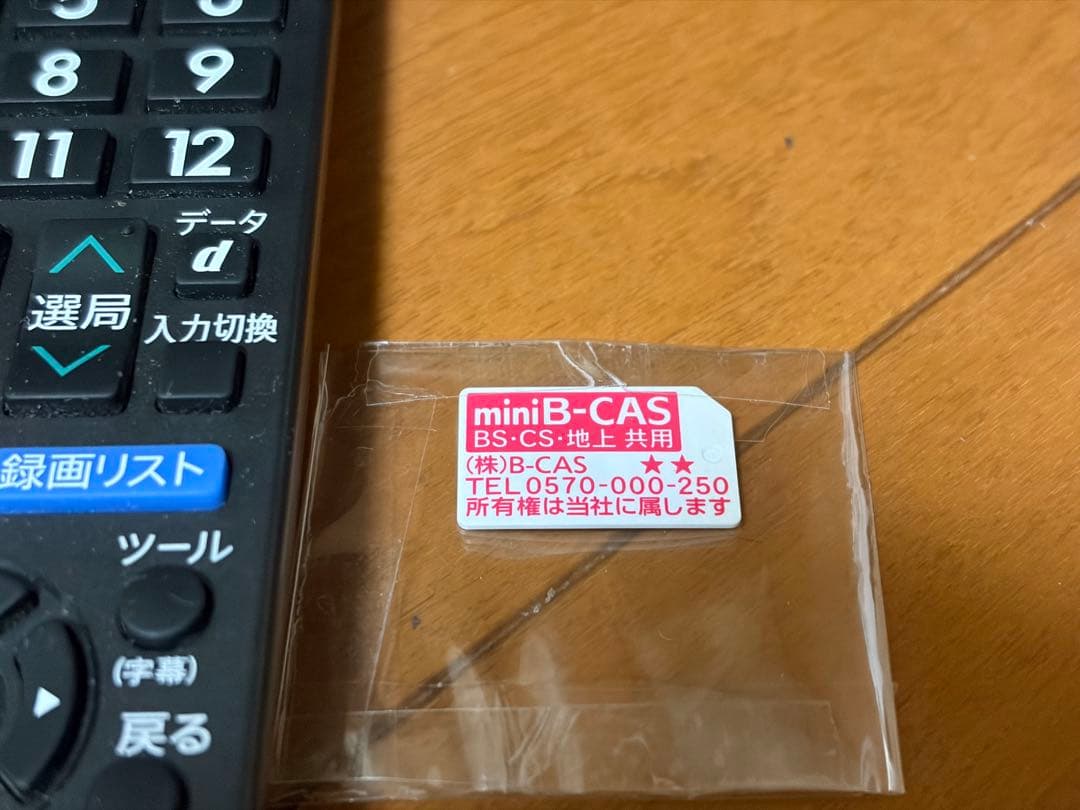 5 6
8 9
11 12
データ
d
選局
入力切換
録画リスト
ツール
(字幕)
戻る
miniB-CAS
BS・CS・地上 共用
(株)B-CAS ★★
TEL 0570-000-250
所有権は当社に属します